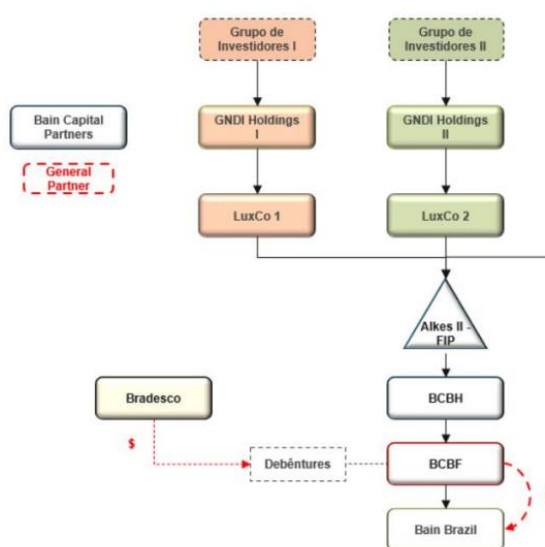 Grupo de
Investidores I
Grupo de
Investidores II
Bain Capital
Partners
GNDI Holdings
I
GNDI Holdings
II
General
Partner
LuxCo 1
LuxCo 2
Alkes II -
FIP
Bradesco
BCBH
$
Debêntures
BCBF
Bain Brazil